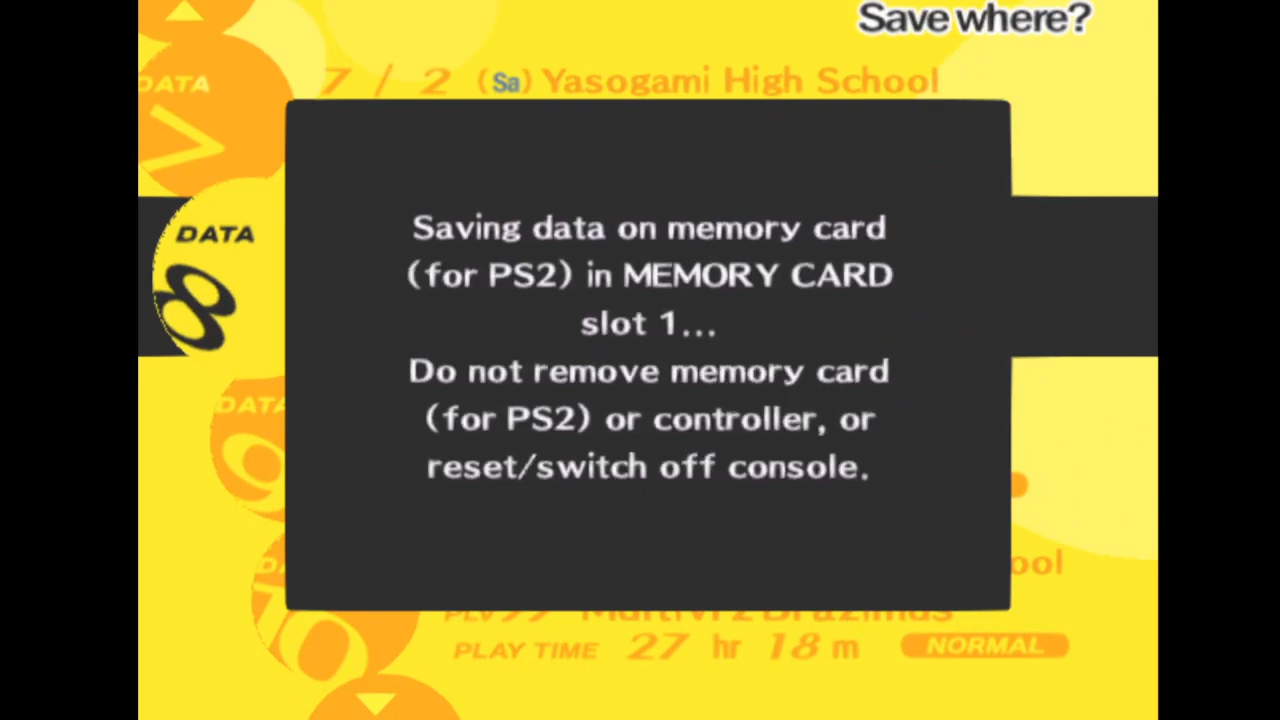 Save where?
DATA
7
7 / 2 (Sa) Yasogami High School
DATA
8
Saving data on memory card
(for PS2) in MEMORY CARD
slot 1...
Do not remove memory card
(for PS2) or controller, or
reset/switch off console.
DATA
9
10
PLAY TIME 27 hr 18 m NORMAL